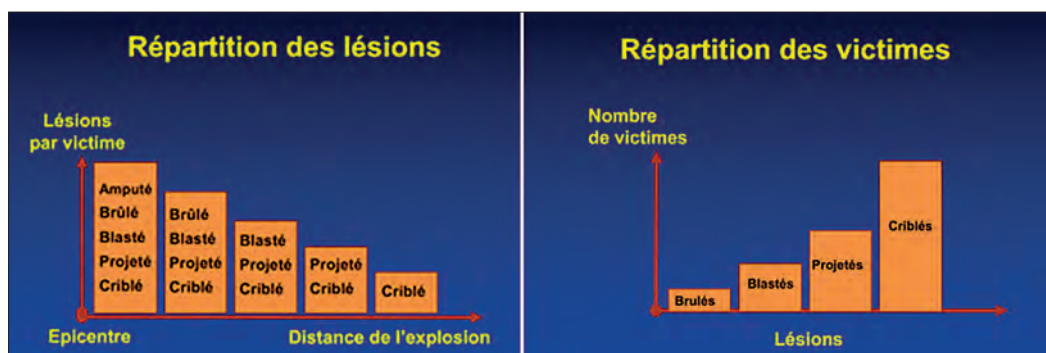 Répartition des lésions
Lésions
par victime
Amputé
Brûlé
Blasté
Projeté
Criblé
Brûlé
Blasté
Projeté
Criblé
Blasté
Projeté
Criblé
Projeté
Criblé
Criblé
Epicentre
Distance de l'explosion
Répartition des victimes
Nombre
de victimes
Brulés
Blastés
Projetés
Criblés
Lésions